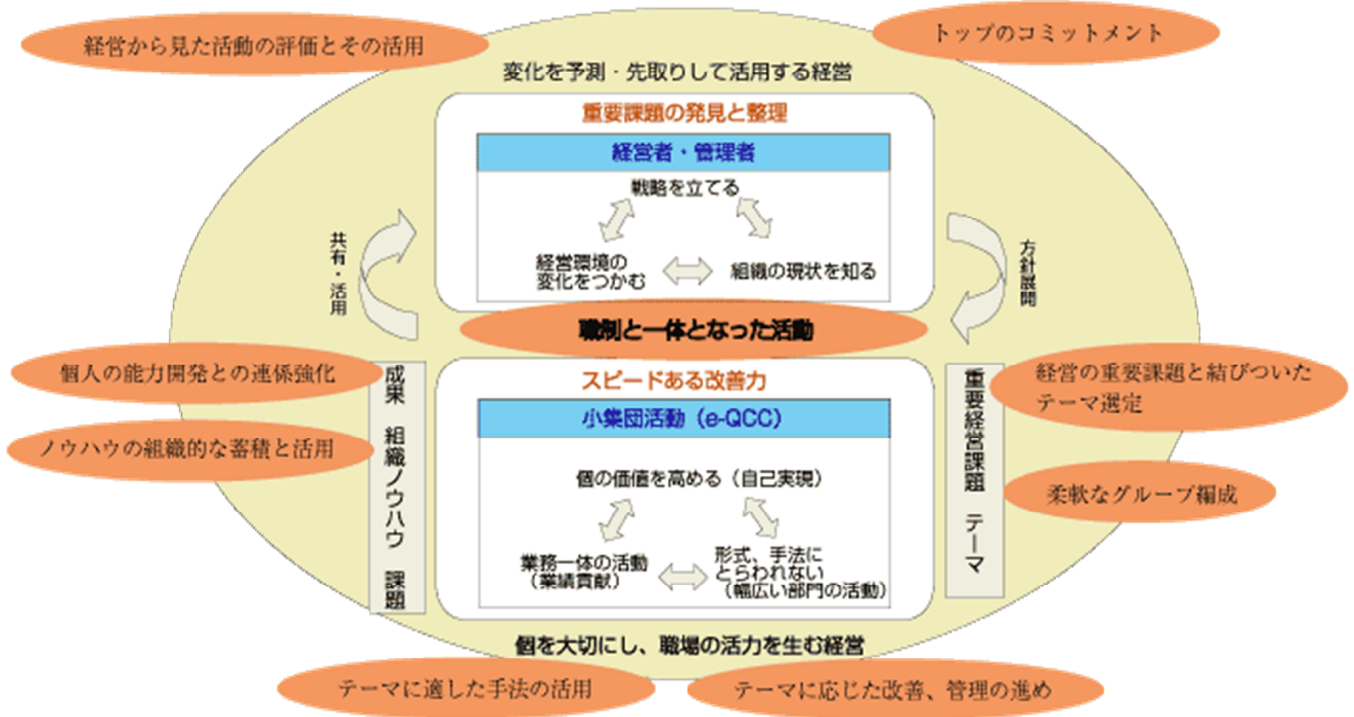 経営から見た活動の評価とその活用
トップのコミットメント
変化を予測・先取りして活用する経営
重要課題の発見と整理
経営者・管理者
戦略を立てる
経営環境の
変化をつかむ
組織の現状を知る
共有・活用
方針展開
職制と一体となった活動
個人の能力開発との連係強化
ノウハウの組織的な蓄積と活用
成果 組織ノウハウ 課題
スピードある改善力
小集団活動（e-QCC）
個の価値を高める（自己実現）
業務一体の活動
（業績貢献）
形式、手法に
とらわれない
（幅広い部門の活動）
重要経営課題 テーマ
経営の重要課題と結びついた
テーマ選定
柔軟なグループ編成
個を大切にし、職場の活力を生む経営
テーマに適した手法の活用
テーマに応じた改善、管理の進め